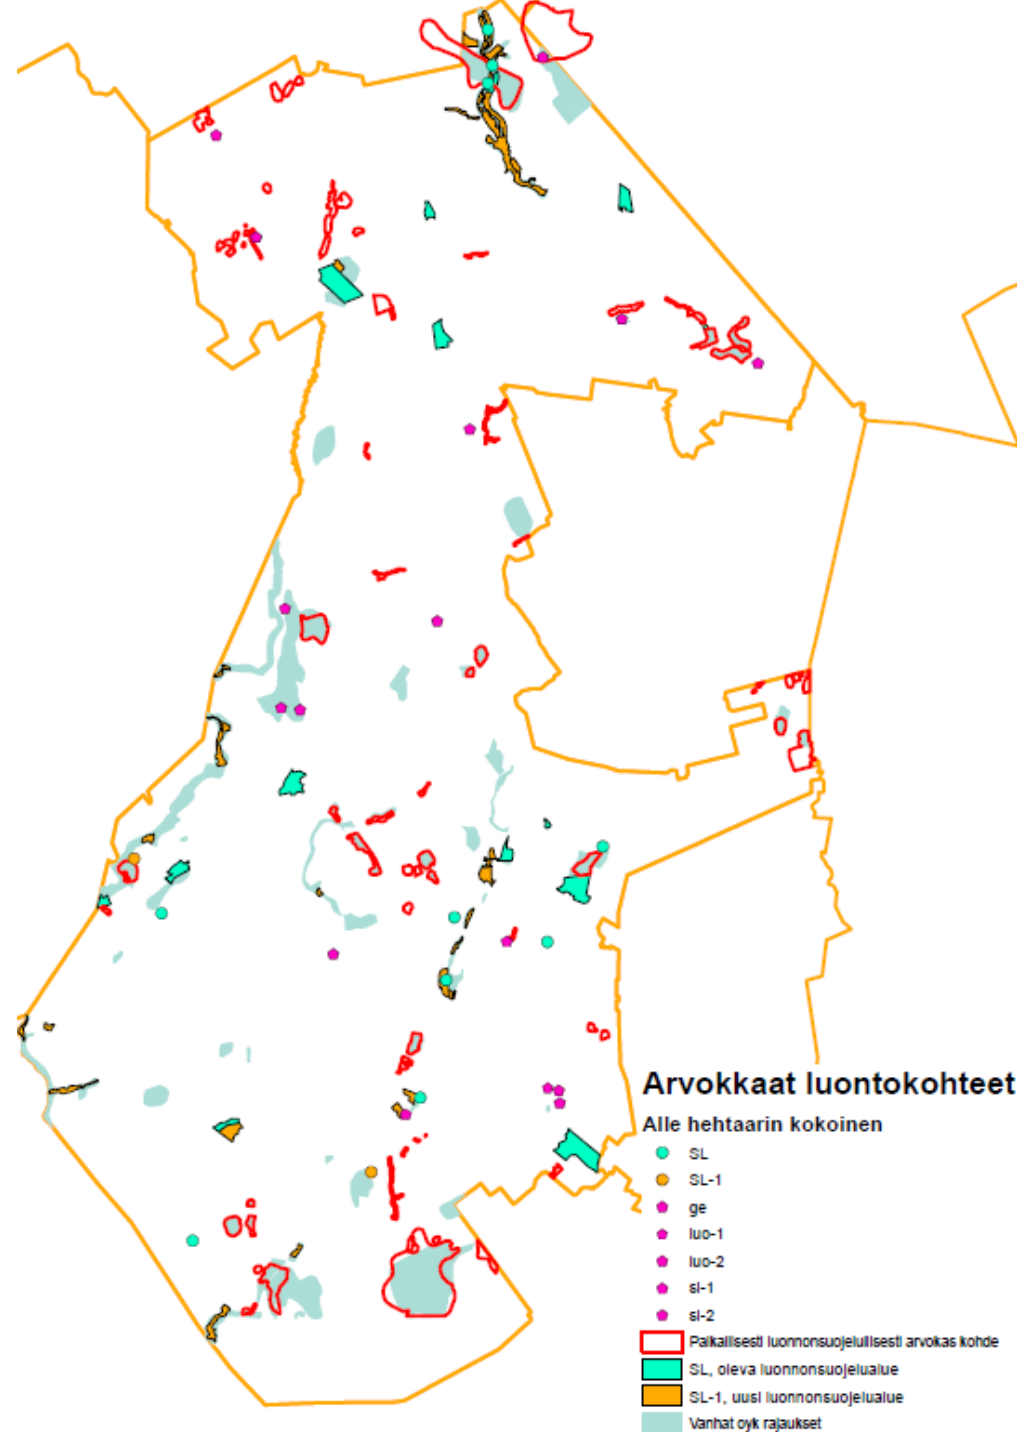 Arvokkaat luontokohteet
Alle hehtaarin kokoinen
SL
SL-1
ge
luo-1
luo-2
sl-1
sl-2
Paikallisesti luonnonsuojelullisesti arvokas kohde
SL, oleva luonnonsuojelualue
SL-1, uusi luonnonsuojelualue
Vanhat oyk rajaukset